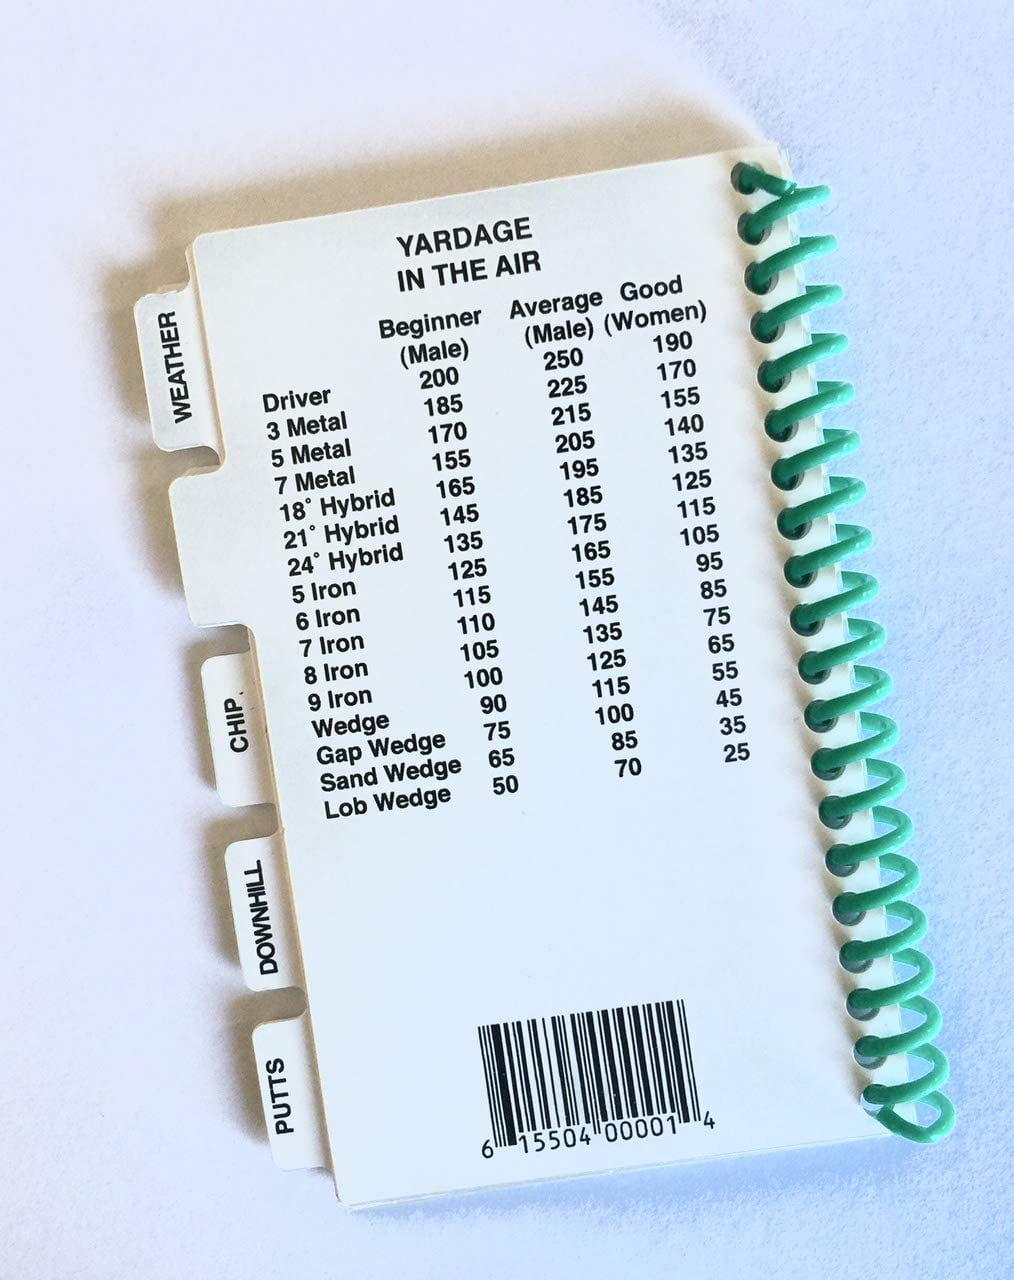 YARDAGE
IN THE AIR
Beginner Average Good
(Male) (Male) (Women)
Driver 200 250 190
3 Metal 185 225 170
5 Metal 170 215 155
7 Metal 155 205 140
18° Hybrid 165 195 135
21° Hybrid 145 185 125
24° Hybrid 135 175 115
5 Iron 125 165 105
6 Iron 115 155 95
7 Iron 110 145 85
8 Iron 105 135 75
9 Iron 100 125 65
Wedge 90 115 55
Gap Wedge 75 100 45
Sand Wedge 65 85 35
Lob Wedge 50 70 25
WEATHER
CHIP.
DOWNHILL
PUTTS
6 15504 00001 4